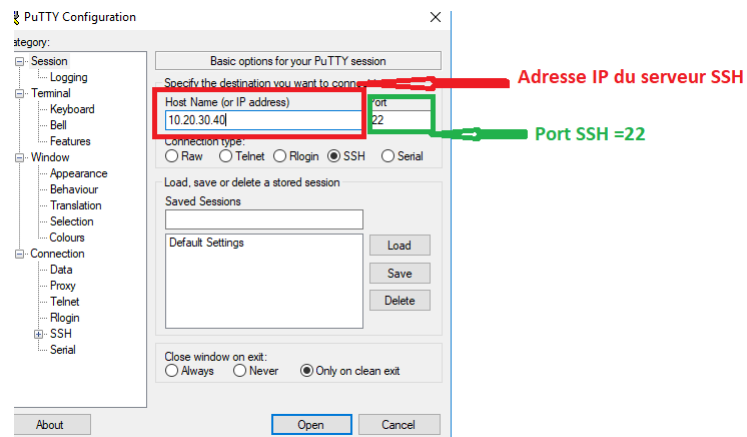 PuTTY Configuration
ategory:
Session
Logging
Terminal
Keyboard
Bell
Features
Window
Appearance
Behaviour
Translation
Selection
Colours
Connection
Data
Proxy
Telnet
Rlogin
SSH
Serial
Basic options for your PuTTY session
Specify the destination you want to conne
Host Name (or IP address)
ort
10.20.30.40
22
Connection type:
Raw Telnet Rlogin SSH Serial
Load, save or delete a stored session
Saved Sessions
Default Settings
Load
Save
Delete
Close window on exit:
Always Never Only on clean exit
About
Open
Cancel
Adresse IP du serveur SSH
Port SSH =22